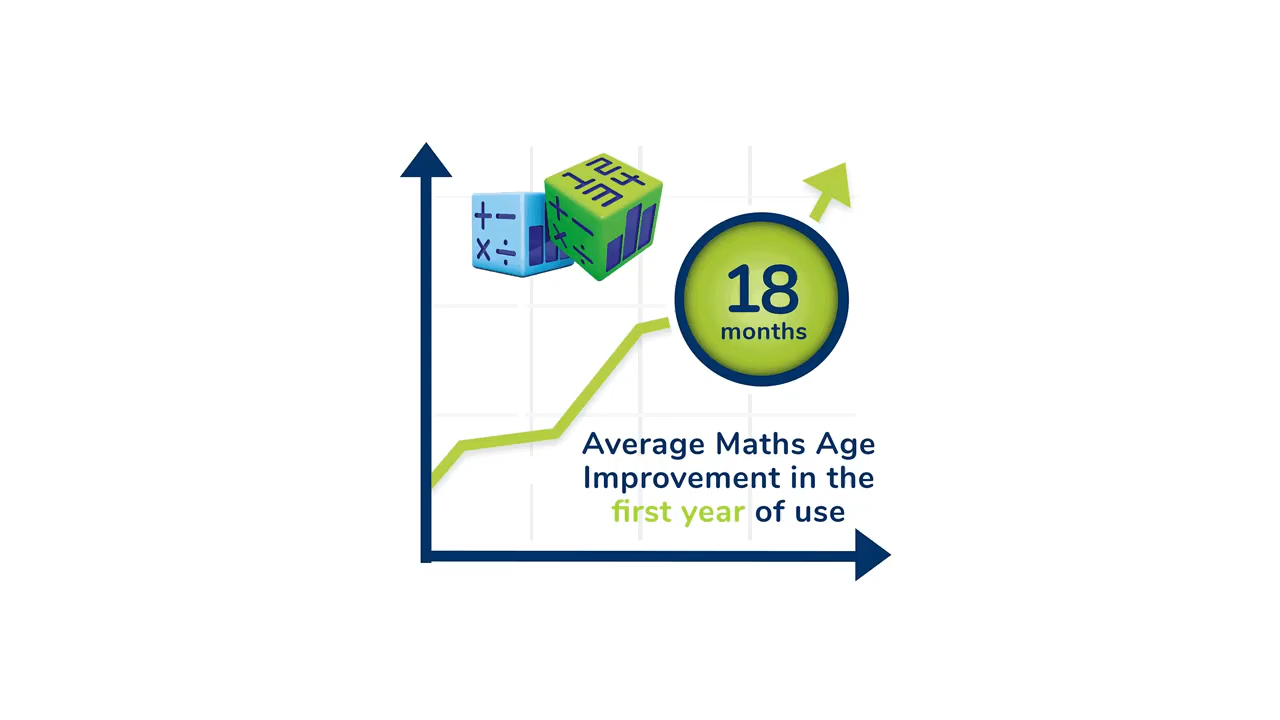 + −
× ÷
+ −
× ÷
18
months
Average Maths Age
Improvement in the
first year of use